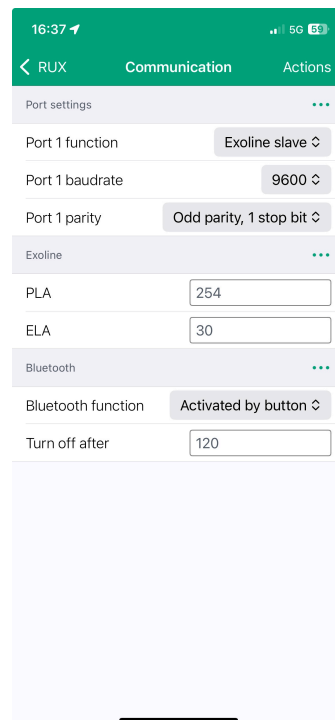 16:37 5G 59
RUX Communication Actions
Port settings
Port 1 function Exoline slave
Port 1 baudrate 9600
Port 1 parity Odd parity, 1 stop bit
Exoline
PLA 254
ELA 30
Bluetooth
Bluetooth function Activated by button
Turn off after 120